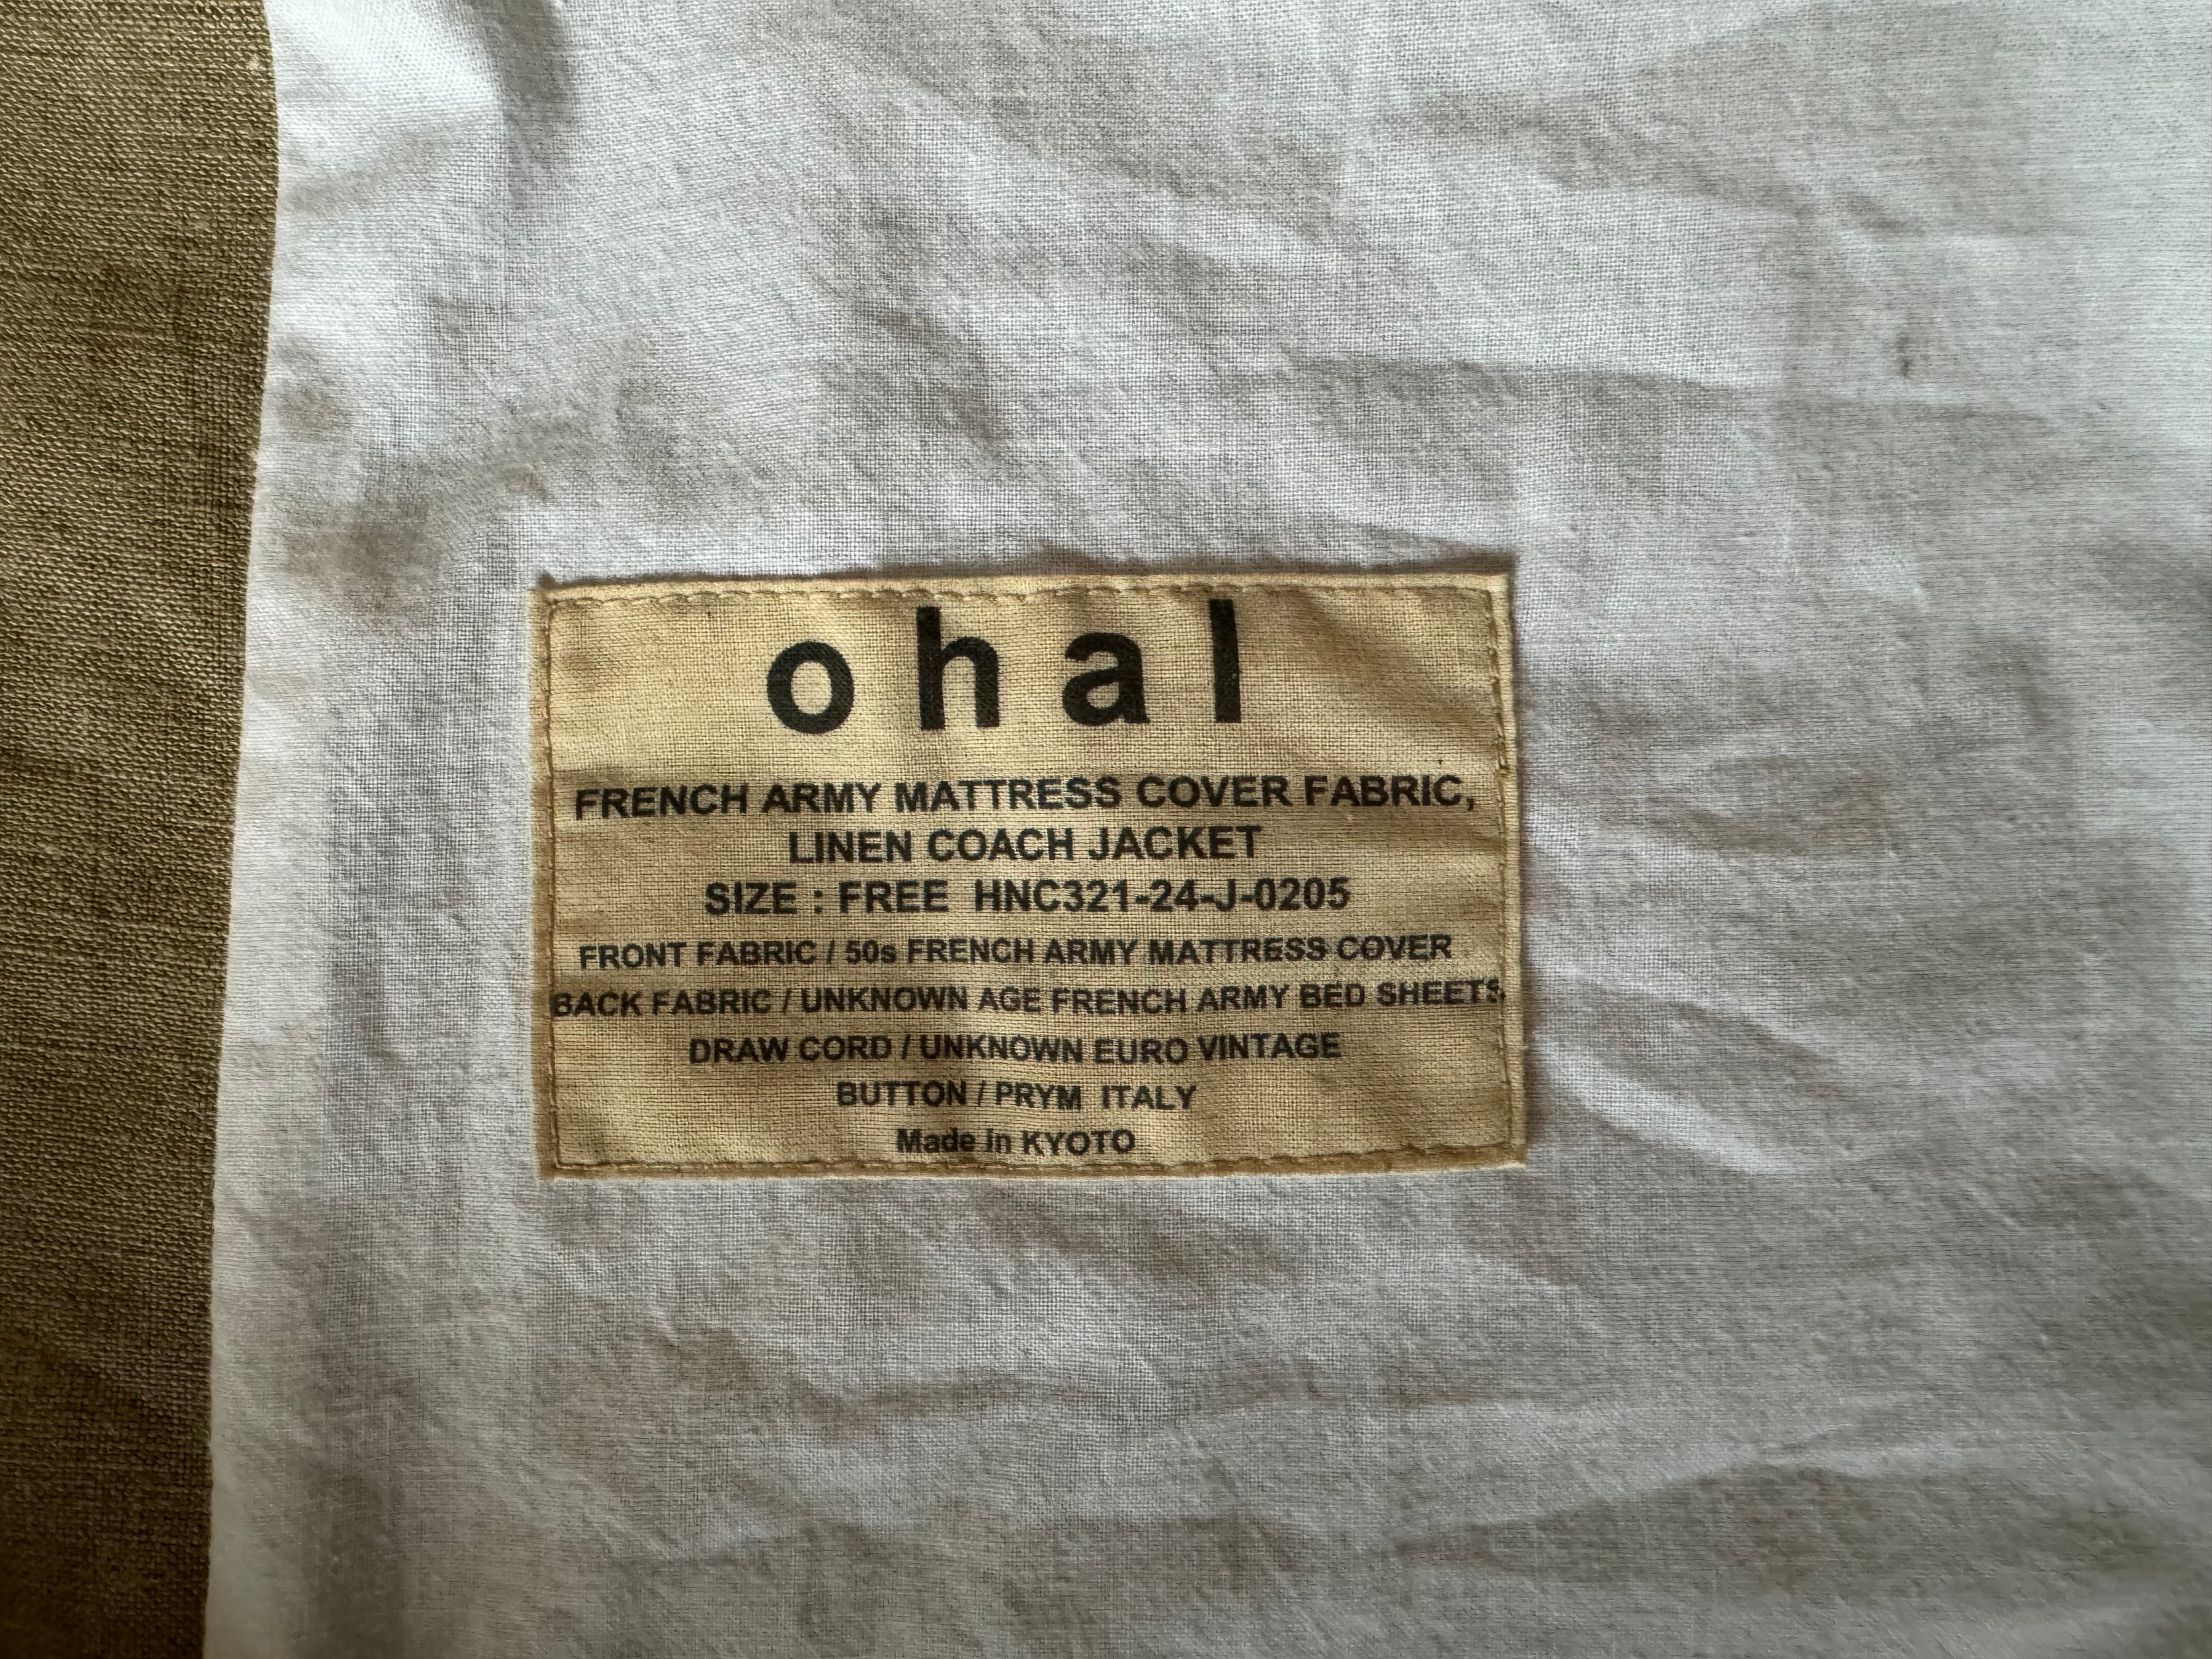 ohal
FRENCH ARMY MATTRESS COVER FABRIC,
LINEN COACH JACKET
SIZE : FREE HNC321-24-J-0205
FRONT FABRIC / 50s FRENCH ARMY MATTRESS COVER
BACK FABRIC / UNKNOWN AGE FRENCH ARMY BED SHEETS
DRAW CORD / UNKNOWN EURO VINTAGE
BUTTON / PRYM ITALY
Made in KYOTO